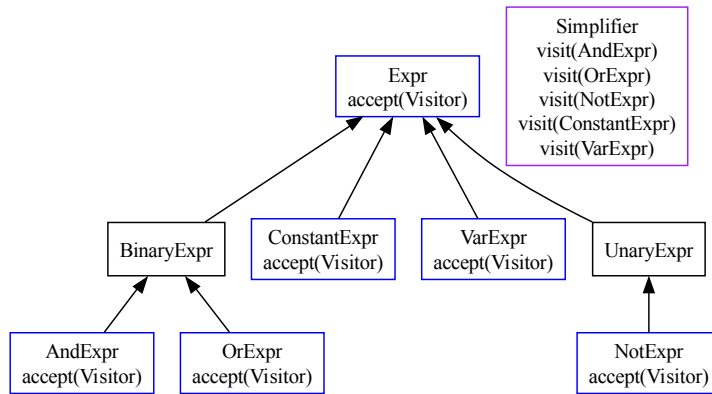 Expr
accept(Visitor)
Simplifier
visit(AndExpr)
visit(OrExpr)
visit(NotExpr)
visit(ConstantExpr)
visit(VarExpr)
BinaryExpr
ConstantExpr
accept(Visitor)
VarExpr
accept(Visitor)
UnaryExpr
AndExpr
accept(Visitor)
OrExpr
accept(Visitor)
NotExpr
accept(Visitor)